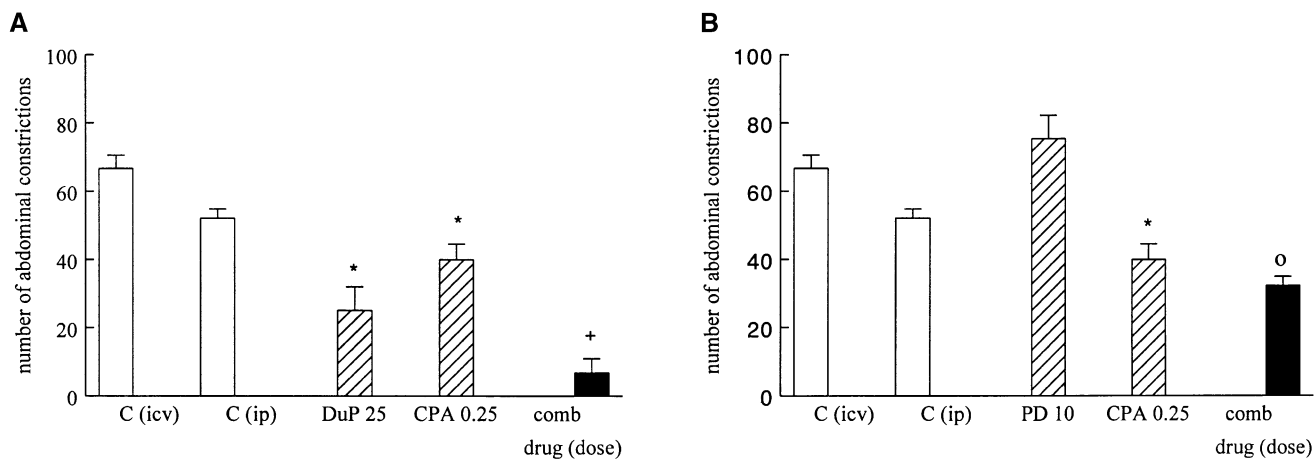 A
number of abdominal constrictions
100
80
60
40
20
0
*
*
+
C (icv) C (ip) DuP 25 CPA 0.25 comb
drug (dose)
B
number of abdominal constrictions
100
80
60
40
20
0
*
o
C (icv) C (ip) PD 10 CPA 0.25 comb
drug (dose)